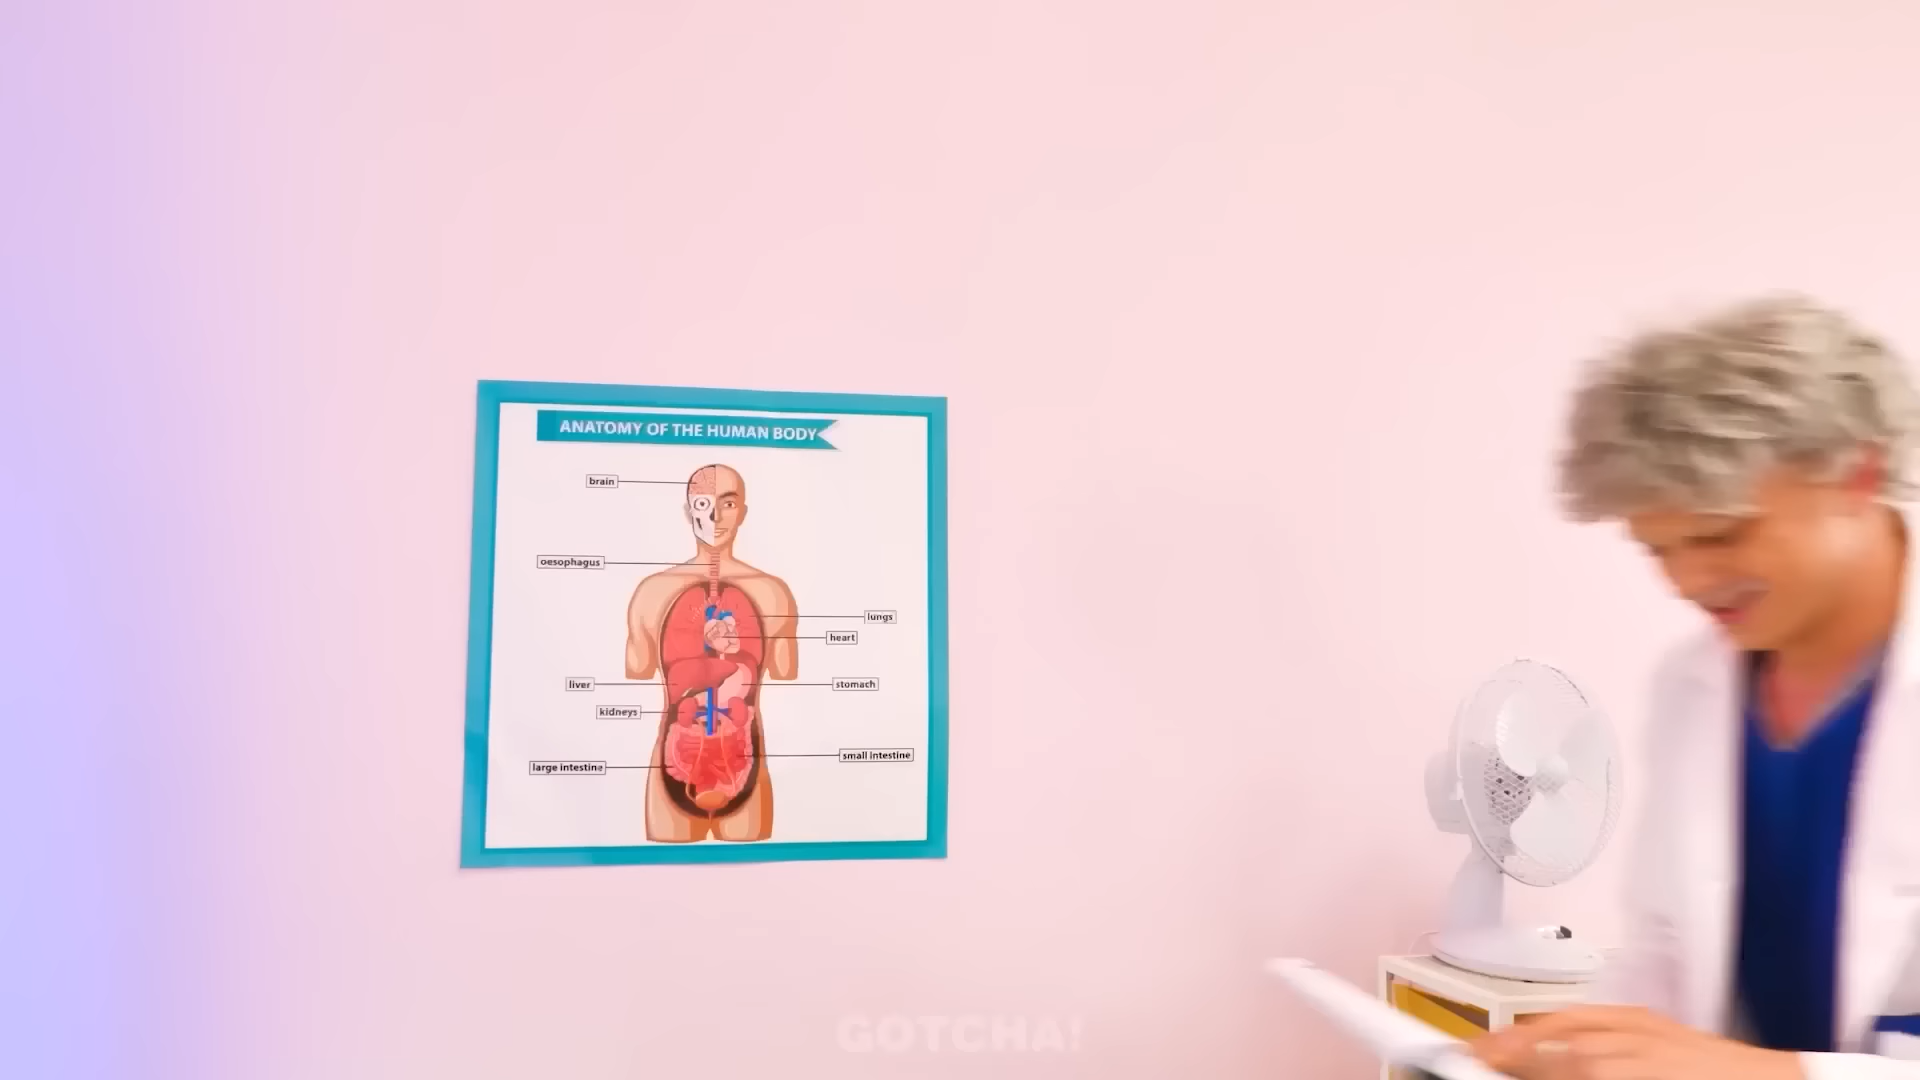 ANATOMY OF THE HUMAN BODY
brain
oesophagus
lungs
heart
liver
stomach
kidneys
small intestine
large intestine
GOTCHA!